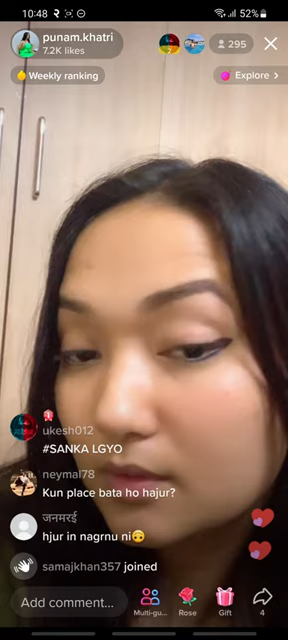 10:48
52%
punam.khatri
7.2K likes
295
Weekly ranking
Explore >
ukesh012
#SANKA LGYO
neymal78
Kun place bata ho hajur?
जनमरई
hjur in nagrnu ni
samajkhan357 joined
Add comment...
Multi-gu...
Rose
Gift
4